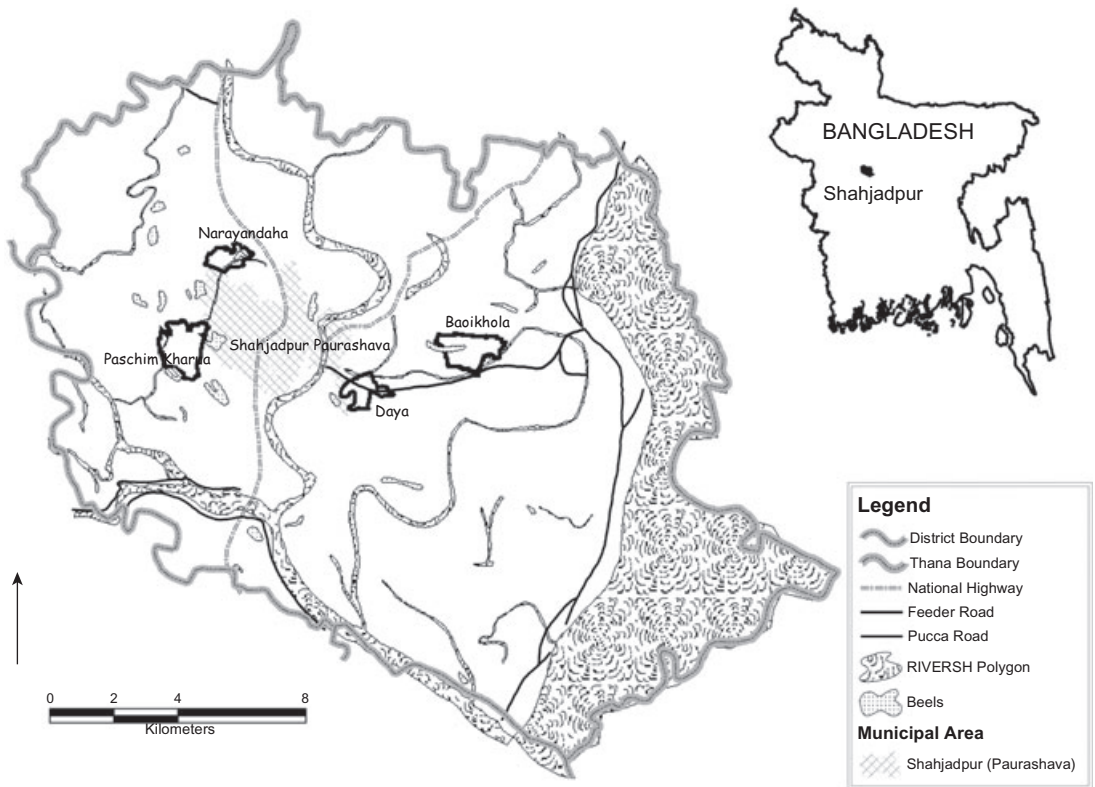 BANGLADESH
Shahjadpur
Narayandaha
Baoikhola
Shahjadpur Paurashava
Paschim Kharua
Daya
Legend
District Boundary
Thana Boundary
National Highway
Feeder Road
Pucca Road
RIVERSH Polygon
Beels
Municipal Area
Shahjadpur (Paurashava)
0 2 4 8
Kilometers